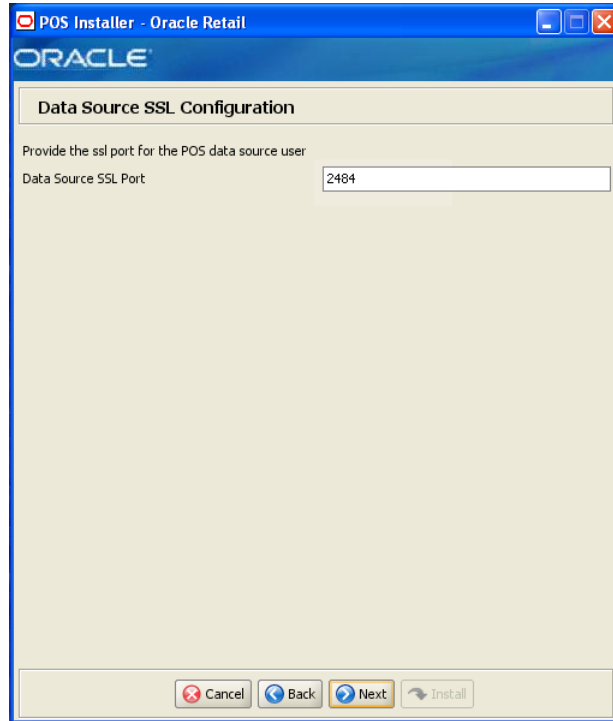 POS Installer - Oracle Retail
ORACLE
Data Source SSL Configuration
Provide the ssl port for the POS data source user
Data Source SSL Port
2484
Cancel
Back
Next
Install